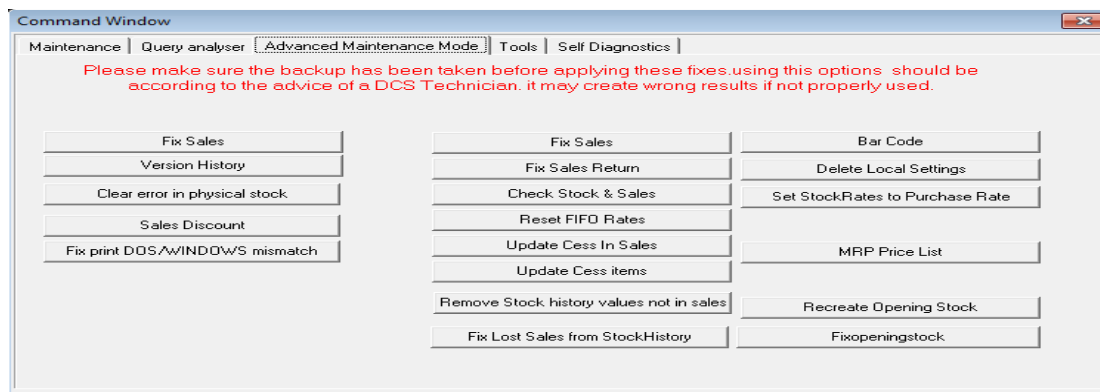 Command Window
Maintenance Query analyser Advanced Maintenance Mode Tools Self Diagnostics
Please make sure the backup has been taken before applying these fixes.using this options should be
according to the advice of a DCS Technician. it may create wrong results if not properly used.
Fix Sales
Version History
Clear error in physical stock
Sales Discount
Fix print DOS/WINDOWS mismatch
Fix Sales
Fix Sales Return
Check Stock & Sales
Reset FIFO Rates
Update Cess In Sales
Update Cess items
Remove Stock history values not in sales
Fix Lost Sales from StockHistory
Bar Code
Delete Local Settings
Set StockRates to Purchase Rate
MRP Price List
Recreate Opening Stock
Fixopeningstock